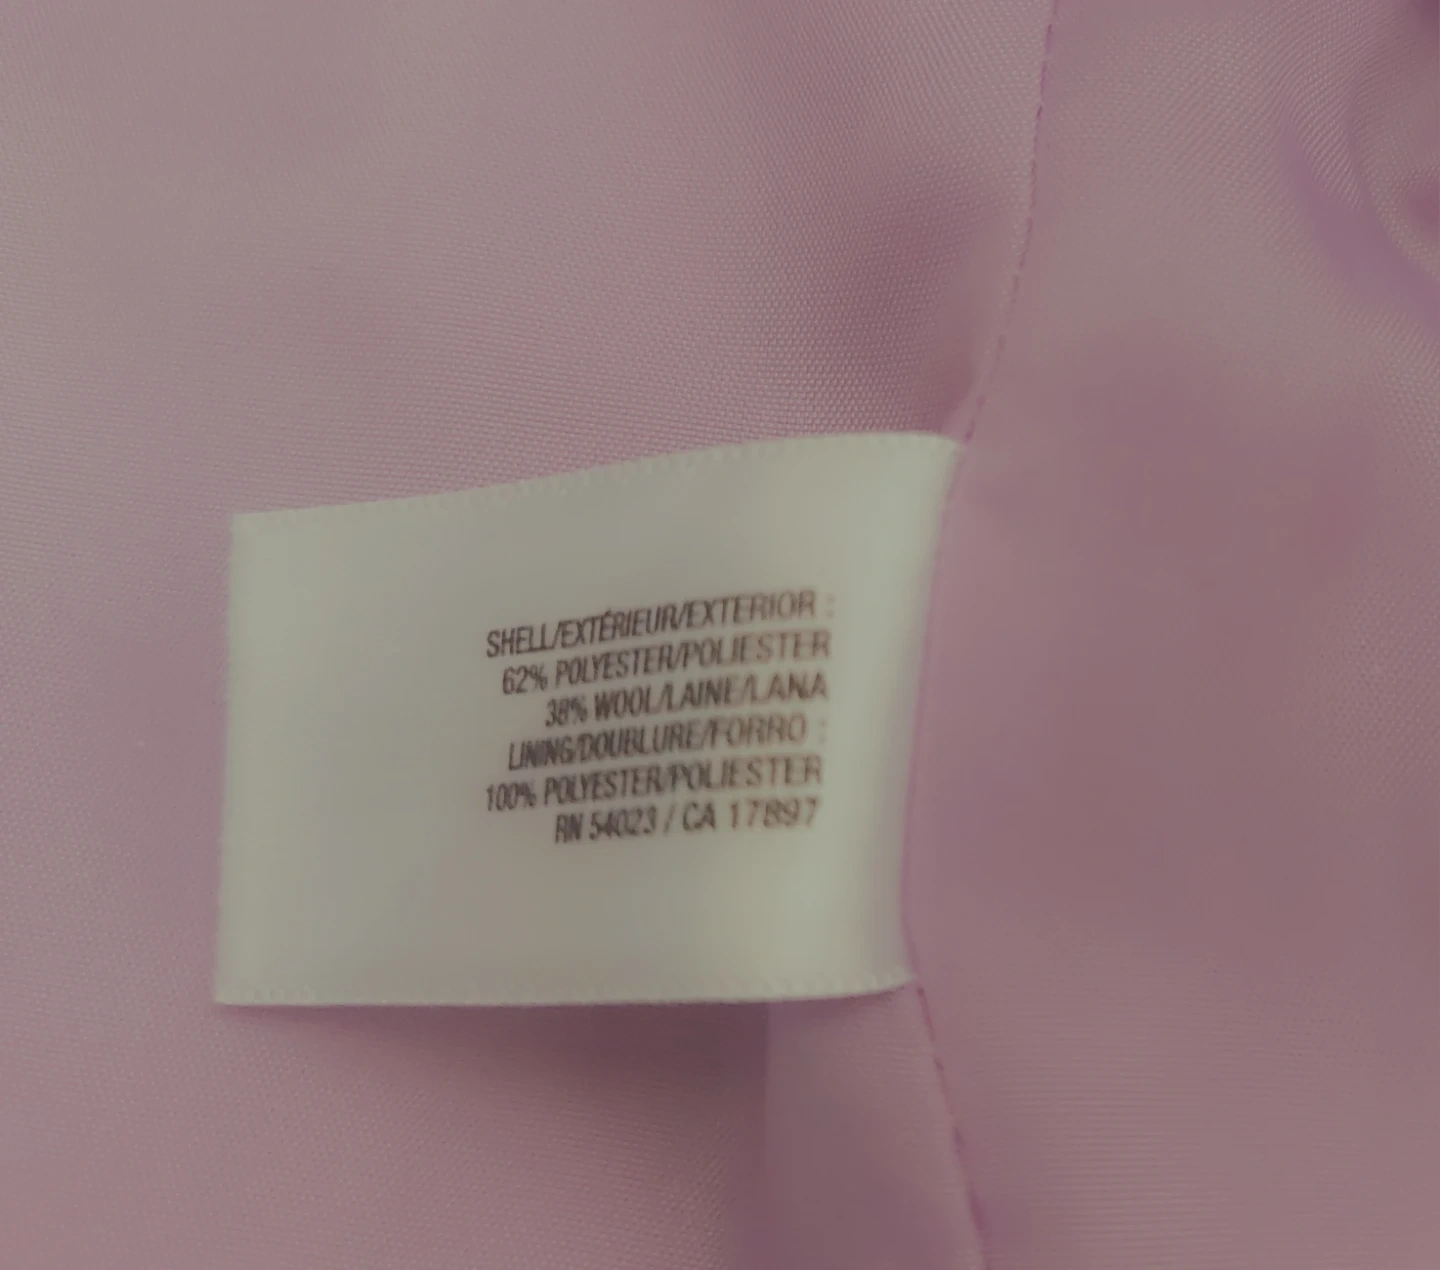 SHELL/EXTÉRIEUR/EXTERIOR :
62% POLYESTER/POLIESTER
38% WOOL/LAINE/LANA
LINING/DOUBLURE/FORRO :
100% POLYESTER/POLIESTER
RN 54023 / CA 17897